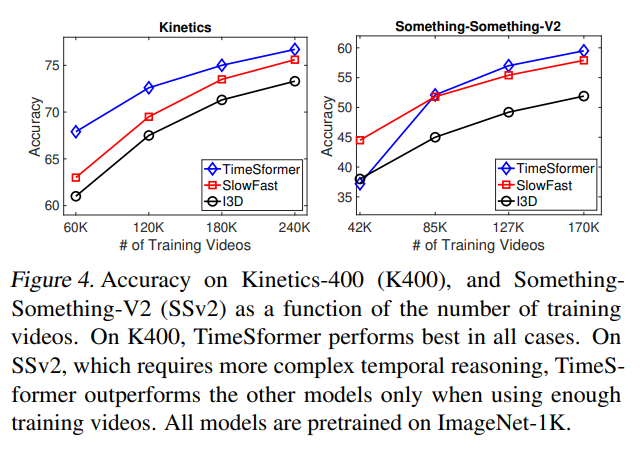 Kinetics
Something-Something-V2
Accuracy
75
70
65
60
60K 120K 180K 240K
# of Training Videos
TimeSformer
SlowFast
I3D
Accuracy
60
55
50
45
40
35
42K 85K 127K 170K
# of Training Videos
TimeSformer
SlowFast
I3D
Figure 4. Accuracy on Kinetics-400 (K400), and Something-
Something-V2 (SSv2) as a function of the number of training
videos. On K400, TimeSformer performs best in all cases. On
SSv2, which requires more complex temporal reasoning, TimeS-
former outperforms the other models only when using enough
training videos. All models are pretrained on ImageNet-1K.